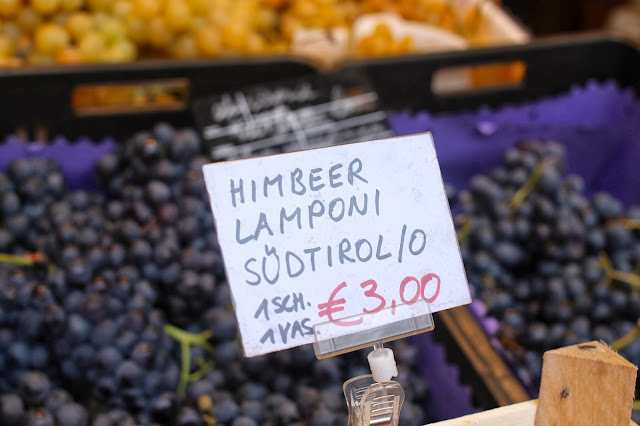 HIMBEER
LAMPONI
SÜDTIROL/O
1 SCH.
1 VAS.
€ 3,00